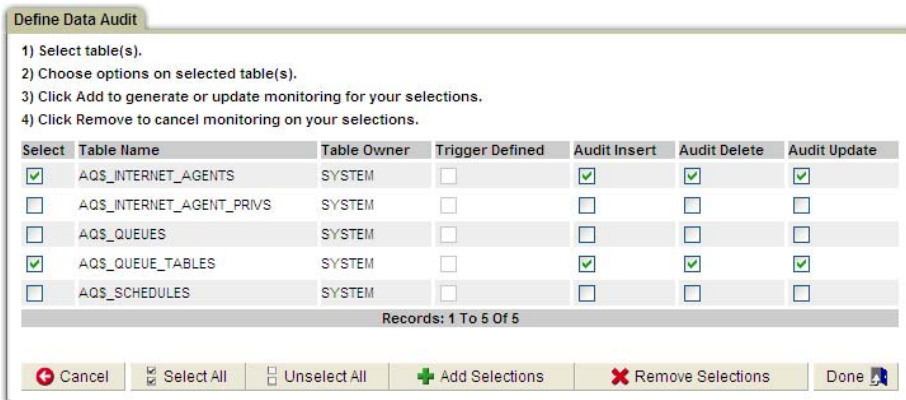 Define Data Audit
1) Select table(s).
2) Choose options on selected table(s).
3) Click Add to generate or update monitoring for your selections.
4) Click Remove to cancel monitoring on your selections.
Select Table Name Table Owner Trigger Defined Audit Insert Audit Delete Audit Update
AQ$_INTERNET_AGENTS SYSTEM
AQ$_INTERNET_AGENT_PRIVS SYSTEM
AQ$_QUEUES SYSTEM
AQ$_QUEUE_TABLES SYSTEM
AQ$_SCHEDULES SYSTEM
Records: 1 To 5 Of 5
Cancel Select All Unselect All Add Selections Remove Selections Done